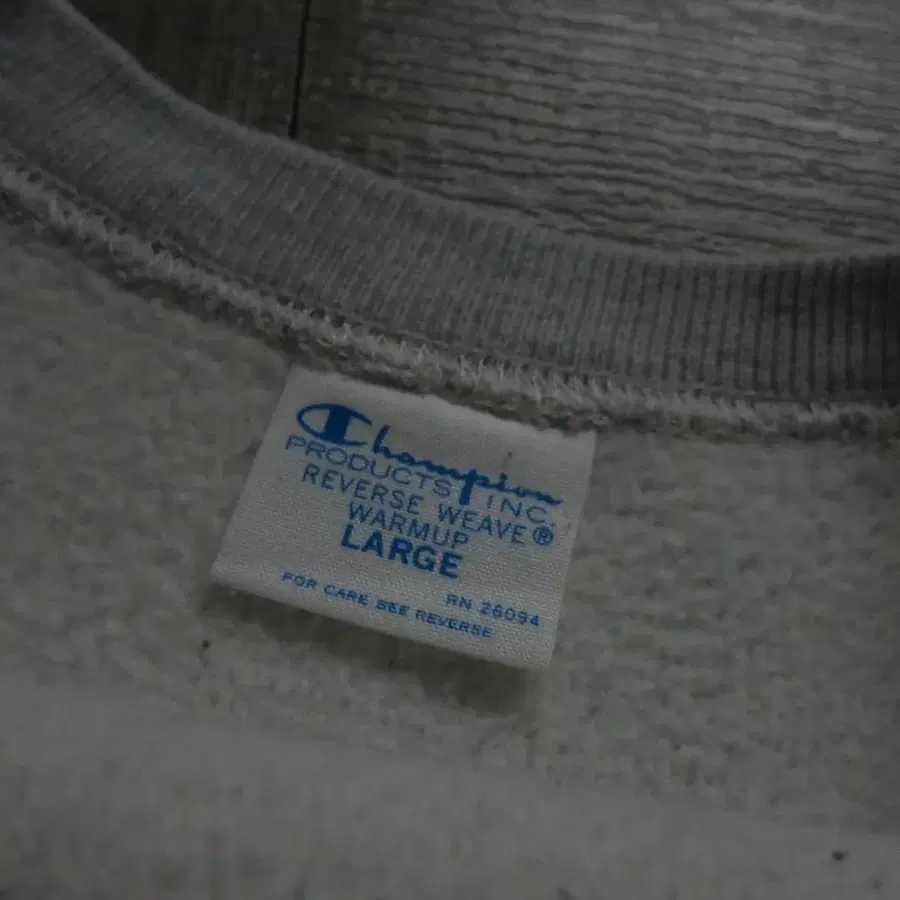 Champion
PRODUCTS INC.
REVERSE WEAVE®
WARMUP
LARGE
RN 26094
FOR CARE SEE REVERSE